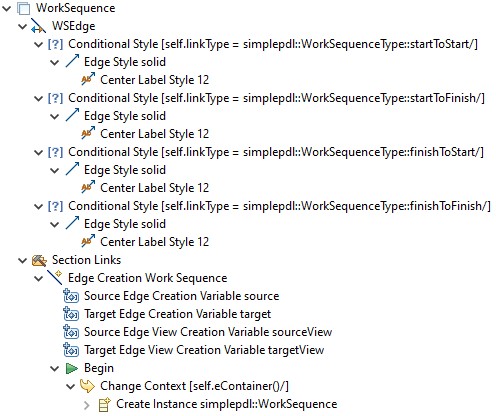 WorkSequence
WSEdge
Conditional Style [self.linkType = simplepdl::WorkSequenceType::startToStart/]
Edge Style solid
Center Label Style 12
Conditional Style [self.linkType = simplepdl::WorkSequenceType::startToFinish/]
Edge Style solid
Center Label Style 12
Conditional Style [self.linkType = simplepdl::WorkSequenceType::finishToStart/]
Edge Style solid
Center Label Style 12
Conditional Style [self.linkType = simplepdl::WorkSequenceType::finishToFinish/]
Edge Style solid
Center Label Style 12
Section Links
Edge Creation Work Sequence
Source Edge Creation Variable source
Target Edge Creation Variable target
Source Edge View Creation Variable sourceView
Target Edge View Creation Variable targetView
Begin
Change Context [self.eContainer()/]
Create Instance simplepdl::WorkSequence